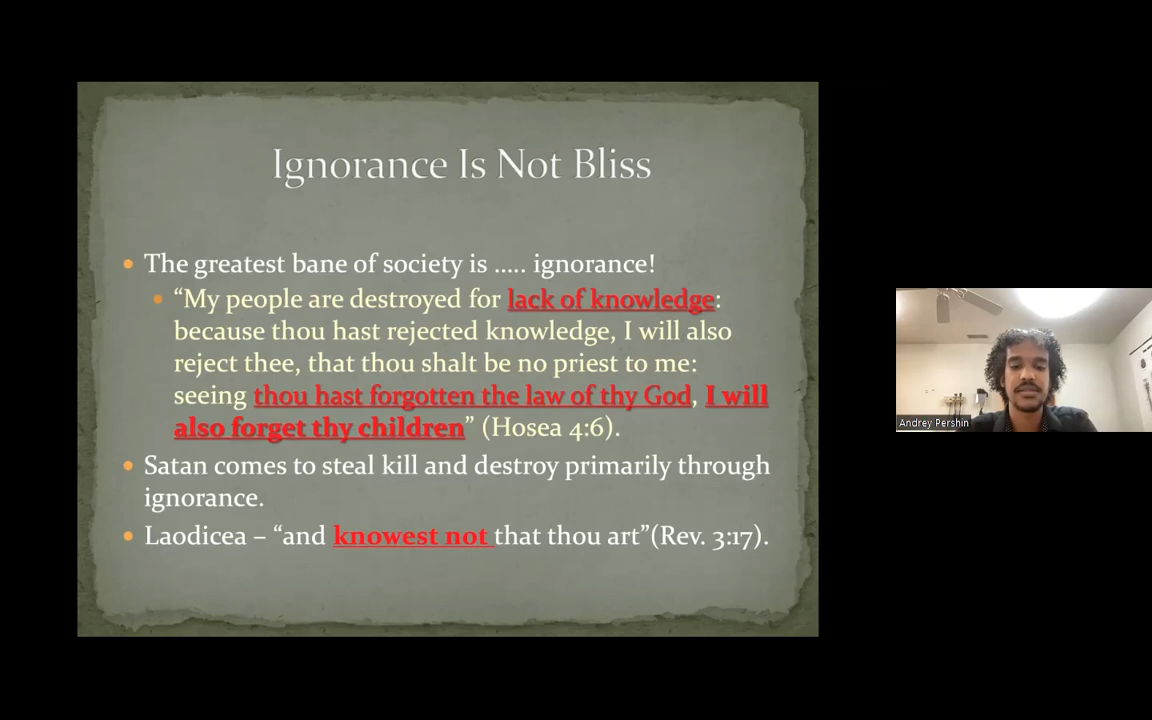 Ignorance Is Not Bliss
The greatest bane of society is ..... ignorance!
“My people are destroyed for lack of knowledge:
because thou hast rejected knowledge, I will also
reject thee, that thou shalt be no priest to me:
seeing thou hast forgotten the law of thy God, I will
also forget thy children” (Hosea 4:6).
Satan comes to steal kill and destroy primarily through
ignorance.
Laodicea – “and knowest not that thou art”(Rev. 3:17).
Andrey Pershin